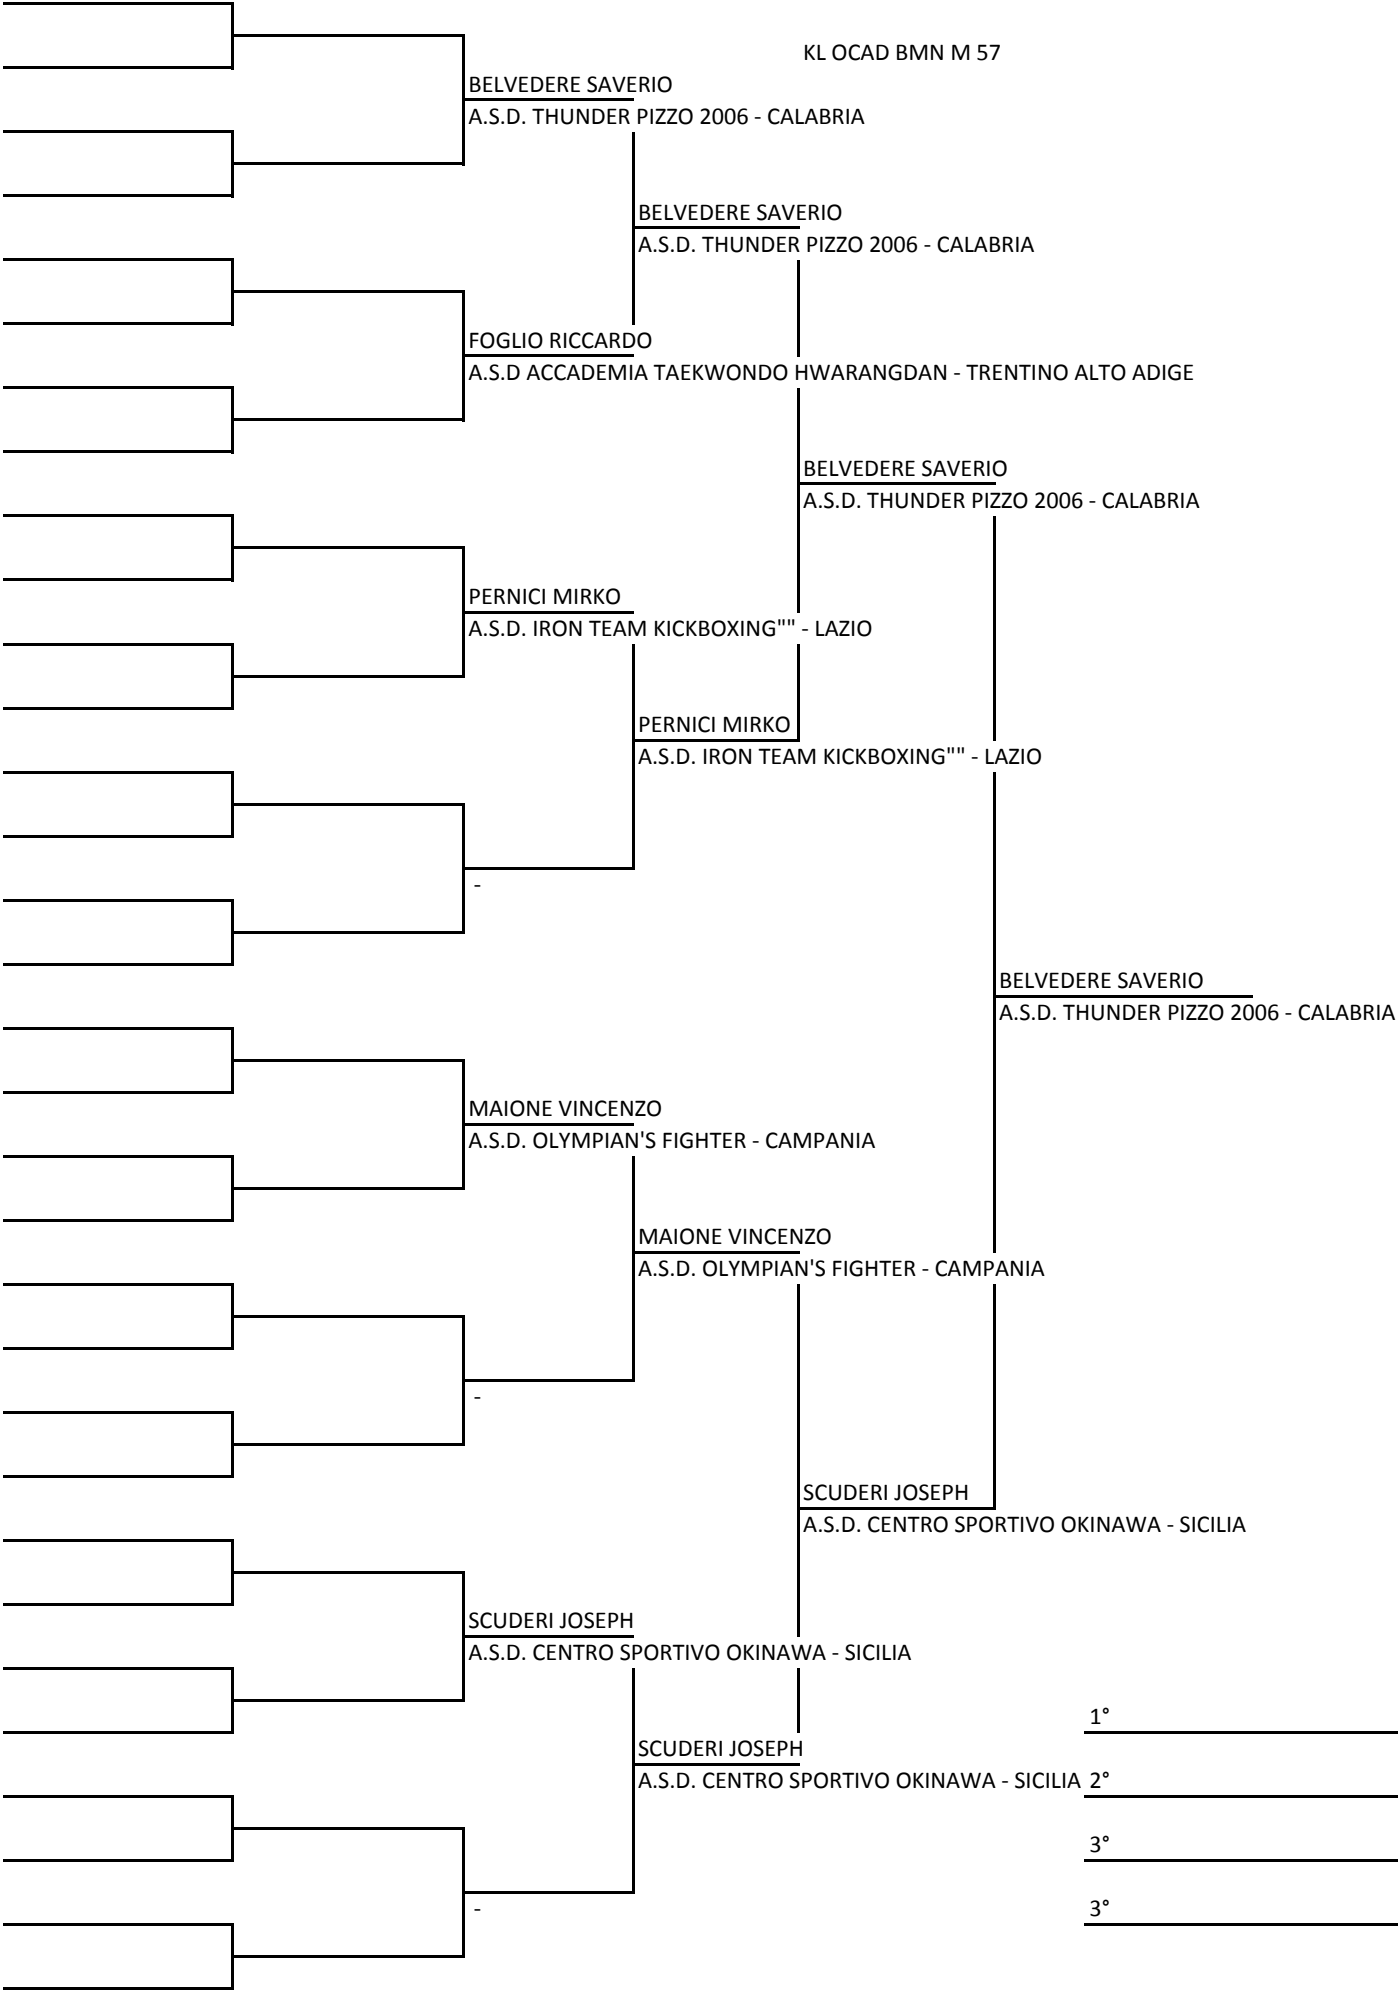 KL OCAD BMN M 57
BELVEDERE SAVERIO
A.S.D. THUNDER PIZZO 2006 - CALABRIA
BELVEDERE SAVERIO
A.S.D. THUNDER PIZZO 2006 - CALABRIA
FOGLIO RICCARDO
A.S.D ACCADEMIA TAEKWONDO HWARANGDAN - TRENTINO ALTO ADIGE
BELVEDERE SAVERIO
A.S.D. THUNDER PIZZO 2006 - CALABRIA
PERNICI MIRKO
A.S.D. IRON TEAM KICKBOXING"" - LAZIO
PERNICI MIRKO
A.S.D. IRON TEAM KICKBOXING"" - LAZIO
-
BELVEDERE SAVERIO
A.S.D. THUNDER PIZZO 2006 - CALABRIA
MAIONE VINCENZO
A.S.D. OLYMPIAN'S FIGHTER - CAMPANIA
MAIONE VINCENZO
A.S.D. OLYMPIAN'S FIGHTER - CAMPANIA
-
SCUDERI JOSEPH
A.S.D. CENTRO SPORTIVO OKINAWA - SICILIA
SCUDERI JOSEPH
A.S.D. CENTRO SPORTIVO OKINAWA - SICILIA
1°
SCUDERI JOSEPH
A.S.D. CENTRO SPORTIVO OKINAWA - SICILIA
2°
3°
-
3°